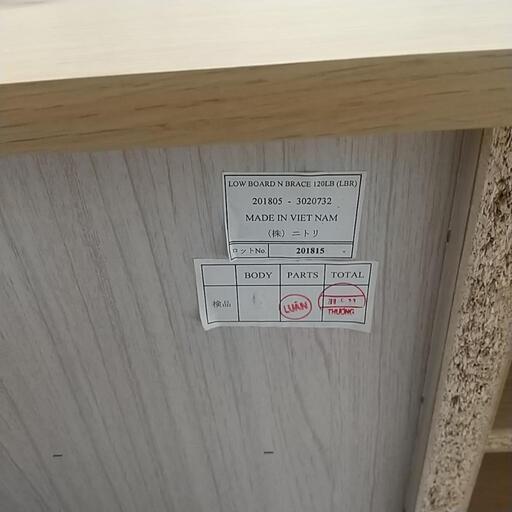 LOW BOARD N BRACE 120LB (LBR)
201805 - 3020732
MADE IN VIET NAM
(株)ニトリ
ロットNo. 201815 -
BODY PARTS TOTAL
検品 LUÂN
THƯƠNG